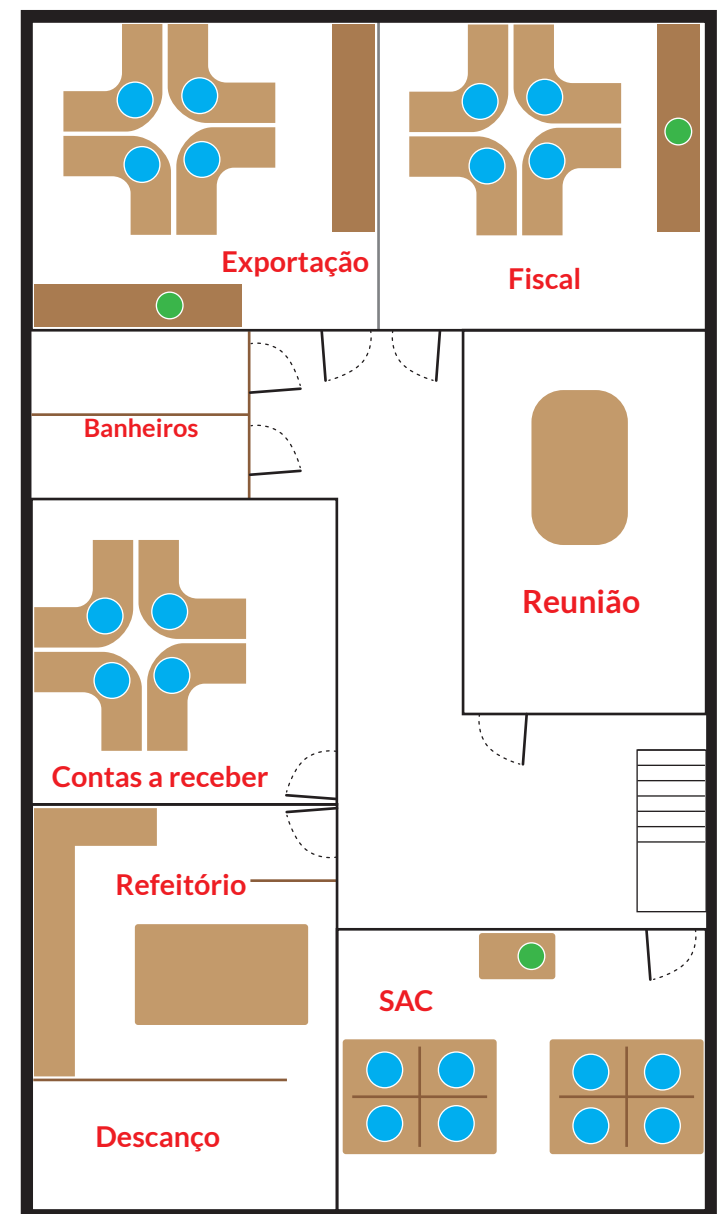 Exportação
Fiscal
Banheiros
Reunião
Contas a receber
Refeitório
SAC
Descanço